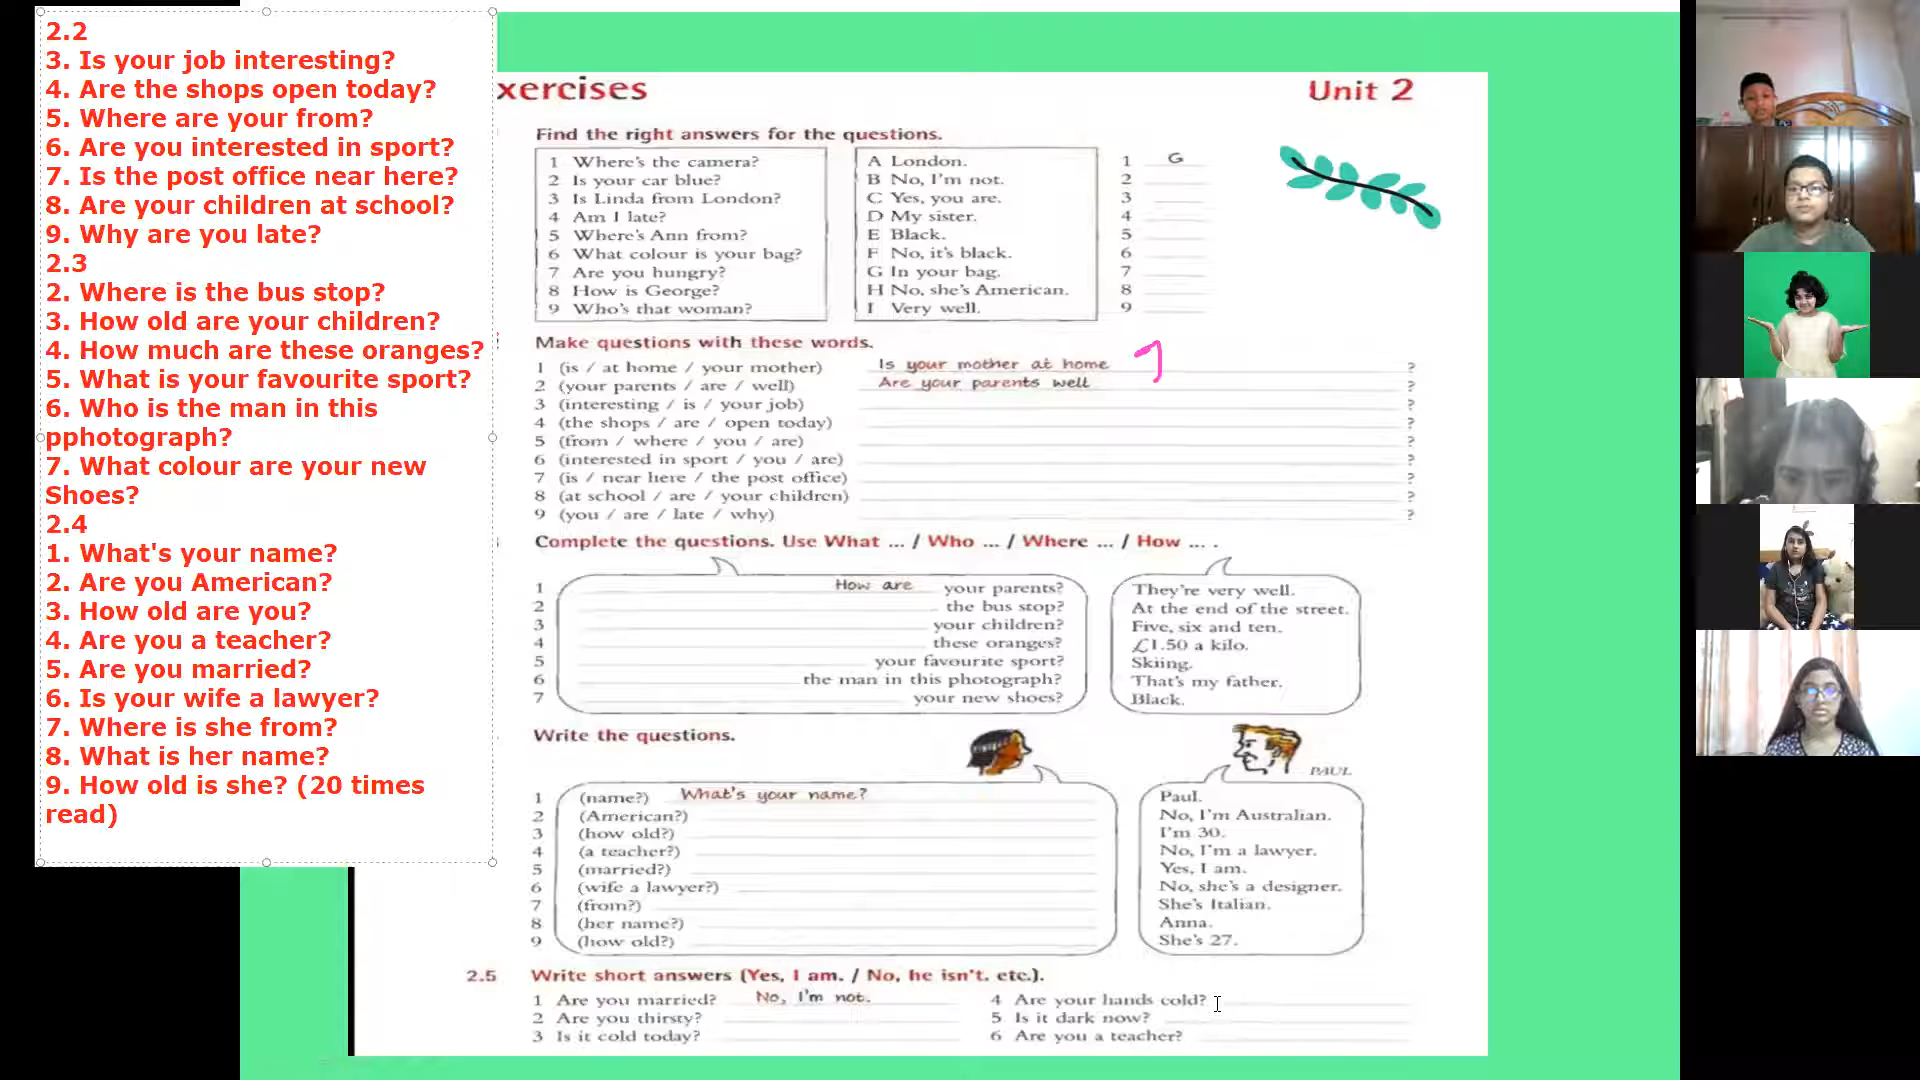 2.2
3. Is your job interesting?
4. Are the shops open today?
5. Where are your from?
6. Are you interested in sport?
7. Is the post office near here?
8. Are your children at school?
9. Why are you late?
2.3
2. Where is the bus stop?
3. How old are your children?
4. How much are these oranges?
5. What is your favourite sport?
6. Who is the man in this
pphotograph?
7. What colour are your new
Shoes?
2.4
1. What's your name?
2. Are you American?
3. How old are you?
4. Are you a teacher?
5. Are you married?
6. Is your wife a lawyer?
7. Where is she from?
8. What is her name?
9. How old is she? (20 times
read)
xercises
Unit 2
Find the right answers for the questions.
1 Where's the camera?
2 Is your car blue?
3 Is Linda from London?
4 Am I late?
5 Where's Ann from?
6 What colour is your bag?
7 Are you hungry?
8 How is George?
9 Who's that woman?
A London.
B No, I'm not.
C Yes, you are.
D My sister.
E Black.
F No, it's black.
G In your bag.
H No, she's American.
I Very well.
1 G
2
3
4
5
6
7
8
9
Make questions with these words.
1 (is / at home / your mother) Is your mother at home ?
2 (your parents / are / well) Are your parents well ?
3 (interesting / is / your job) ?
4 (the shops / are / open today) ?
5 (from / where / you / are) ?
6 (interested in sport / you / are) ?
7 (is / near here / the post office) ?
8 (at school / are / your children) ?
9 (you / are / late / why) ?
Complete the questions. Use What ... / Who ... / Where ... / How ... .
1 How are your parents?
2 the bus stop?
3 your children?
4 these oranges?
5 your favourite sport?
6 the man in this photograph?
7 your new shoes?
They're very well.
At the end of the street.
Five, six and ten.
£1.50 a kilo.
Skiing.
That's my father.
Black.
Write the questions.
PAUL
1 (name?) What's your name?
2 (American?)
3 (how old?)
4 (a teacher?)
5 (married?)
6 (wife a lawyer?)
7 (from?)
8 (her name?)
9 (how old?)
Paul.
No, I'm Australian.
I'm 30.
No, I'm a lawyer.
Yes, I am.
No, she's a designer.
She's Italian.
Anna.
She's 27.
2.5 Write short answers (Yes, I am. / No, he isn't. etc.).
1 Are you married? No, I'm not.
2 Are you thirsty?
3 Is it cold today?
4 Are your hands cold?
5 Is it dark now?
6 Are you a teacher?